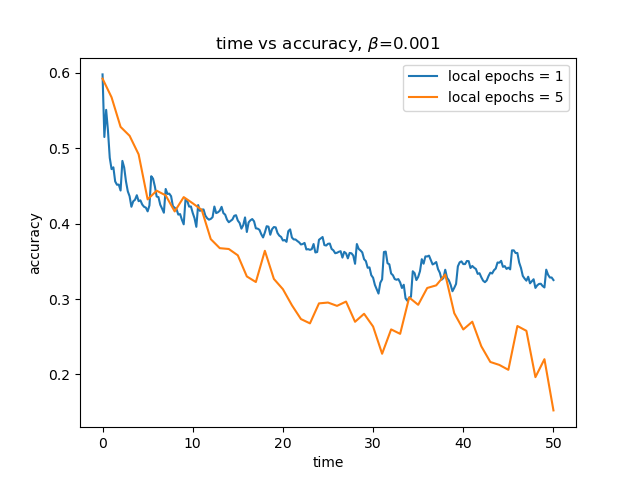 time vs accuracy, β=0.001
local epochs = 1
local epochs = 5
accuracy
0.6
0.5
0.4
0.3
0.2
0 10 20 30 40 50
time